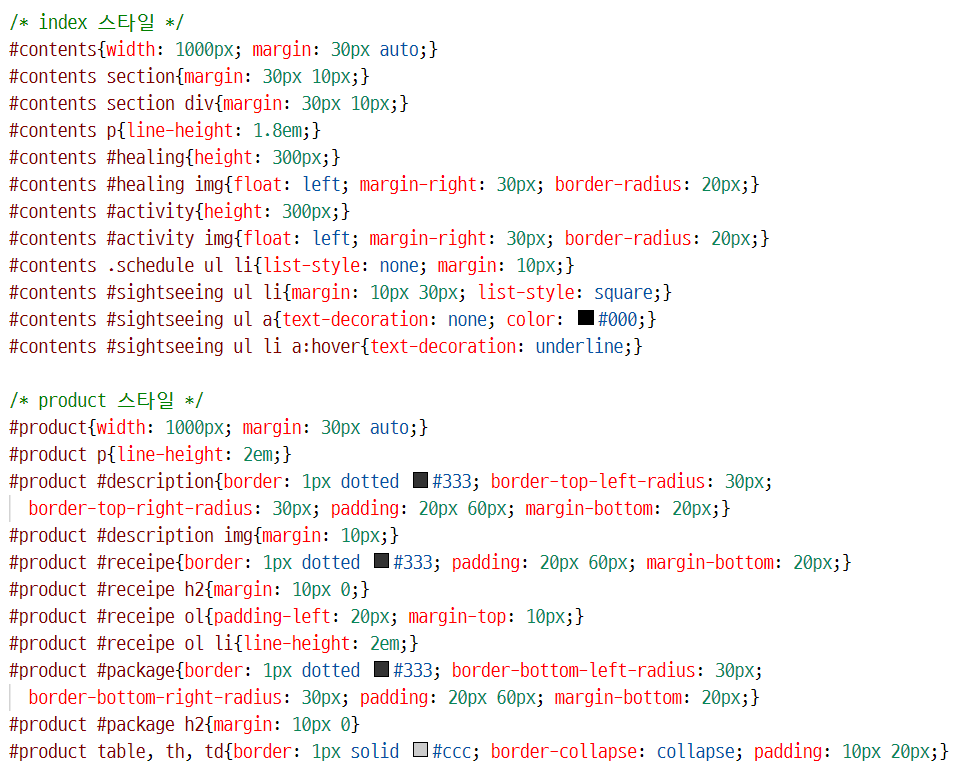 /* index 스타일 */
#contents{width: 1000px; margin: 30px auto;}
#contents section{margin: 30px 10px;}
#contents section div{margin: 30px 10px;}
#contents p{line-height: 1.8em;}
#contents #healing{height: 300px;}
#contents #healing img{float: left; margin-right: 30px; border-radius: 20px;}
#contents #activity{height: 300px;}
#contents #activity img{float: left; margin-right: 30px; border-radius: 20px;}
#contents .schedule ul li{list-style: none; margin: 10px;}
#contents #sightseeing ul li{margin: 10px 30px; list-style: square;}
#contents #sightseeing ul a{text-decoration: none; color: #000;}
#contents #sightseeing ul li a:hover{text-decoration: underline;}
/* product 스타일 */
#product{width: 1000px; margin: 30px auto;}
#product p{line-height: 2em;}
#product #description{border: 1px dotted #333; border-top-left-radius: 30px;
border-top-right-radius: 30px; padding: 20px 60px; margin-bottom: 20px;}
#product #description img{margin: 10px;}
#product #receipe{border: 1px dotted #333; padding: 20px 60px; margin-bottom: 20px;}
#product #receipe h2{margin: 10px 0;}
#product #receipe ol{padding-left: 20px; margin-top: 10px;}
#product #receipe ol li{line-height: 2em;}
#product #package{border: 1px dotted #333; border-bottom-left-radius: 30px;
border-bottom-right-radius: 30px; padding: 20px 60px; margin-bottom: 20px;}
#product #package h2{margin: 10px 0}
#product table, th, td{border: 1px solid #ccc; border-collapse: collapse; padding: 10px 20px;}